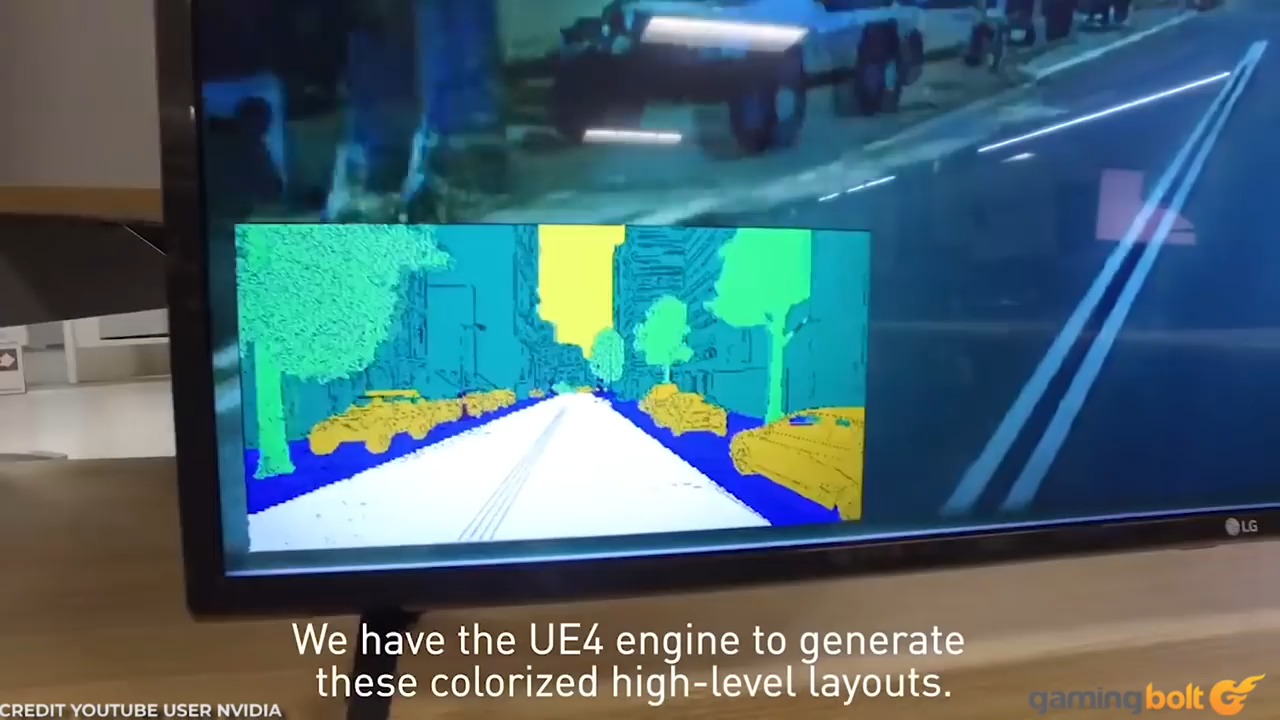 LG
We have the UE4 engine to generate
these colorized high-level layouts.
CREDIT YOUTUBE USER NVIDIA
gamingbolt